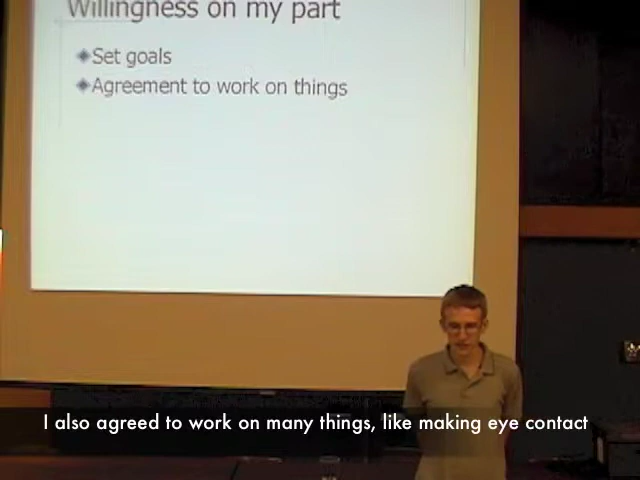 Willingness on my part
Set goals
Agreement to work on things
I also agreed to work on many things, like making eye contact